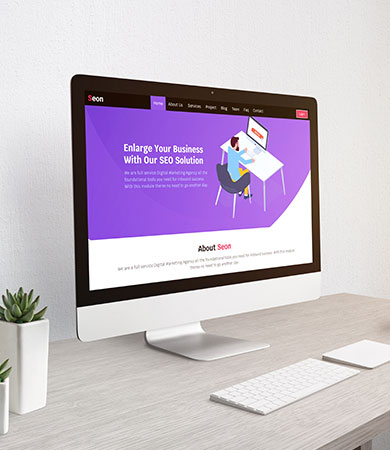 Seon
Home About Us Services Project Blog Team Faq Contact
Enlarge Your Business
With Our SEO Solution
We are full service Digital Marketing Agency all the
foundational tools you need for inbound success.
With this module theres no need to go another day
About Seon
We are a full service Digital Marketing Agency all the foundational tools you need for inbound success. With this module
theres no need to go another day